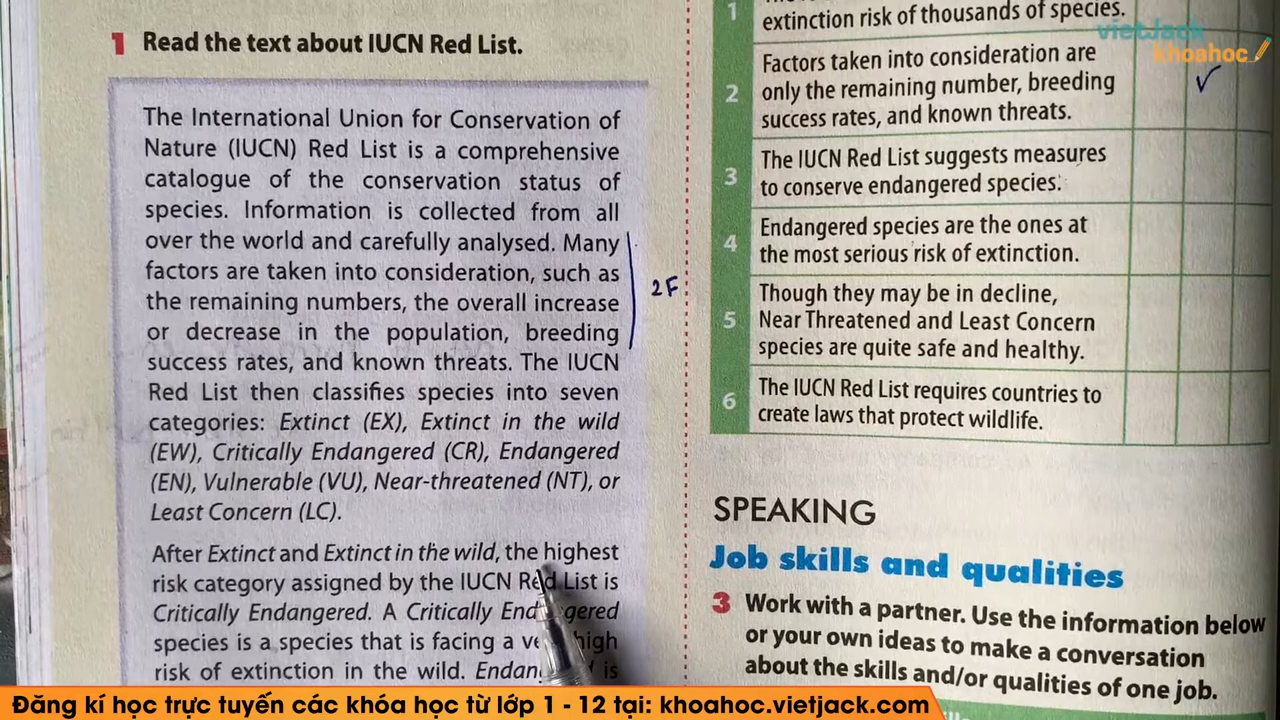 1 Read the text about IUCN Red List.
The International Union for Conservation of
Nature (IUCN) Red List is a comprehensive
catalogue of the conservation status of
species. Information is collected from all
over the world and carefully analysed. Many
factors are taken into consideration, such as
the remaining numbers, the overall increase
or decrease in the population, breeding
success rates, and known threats. The IUCN
Red List then classifies species into seven
categories: Extinct (EX), Extinct in the wild
(EW), Critically Endangered (CR), Endangered
(EN), Vulnerable (VU), Near-threatened (NT), or
Least Concern (LC).
After Extinct and Extinct in the wild, the highest
risk category assigned by the IUCN Red List is
Critically Endangered. A Critically Endangered
species is a species that is facing a very high
risk of extinction in the wild. is
2F
1
extinction risk of thousands of species.
2 Factors taken into consideration are
only the remaining number, breeding
success rates, and known threats.
3 The IUCN Red List suggests measures
to conserve endangered species.
4 Endangered species are the ones at
the most serious risk of extinction.
5 Though they may be in decline,
Near Threatened and Least Concern
species are quite safe and healthy.
6 The IUCN Red List requires countries to
create laws that protect wildlife.
SPEAKING
Job skills and qualities
3 Work with a partner. Use the information below
or your own ideas to make a conversation
about the skills and/or qualities of one job.
vietjack
khoahoc
Đăng kí học trực tuyến các khóa học từ lớp 1 - 12 tại: khoahoc.vietjack.com